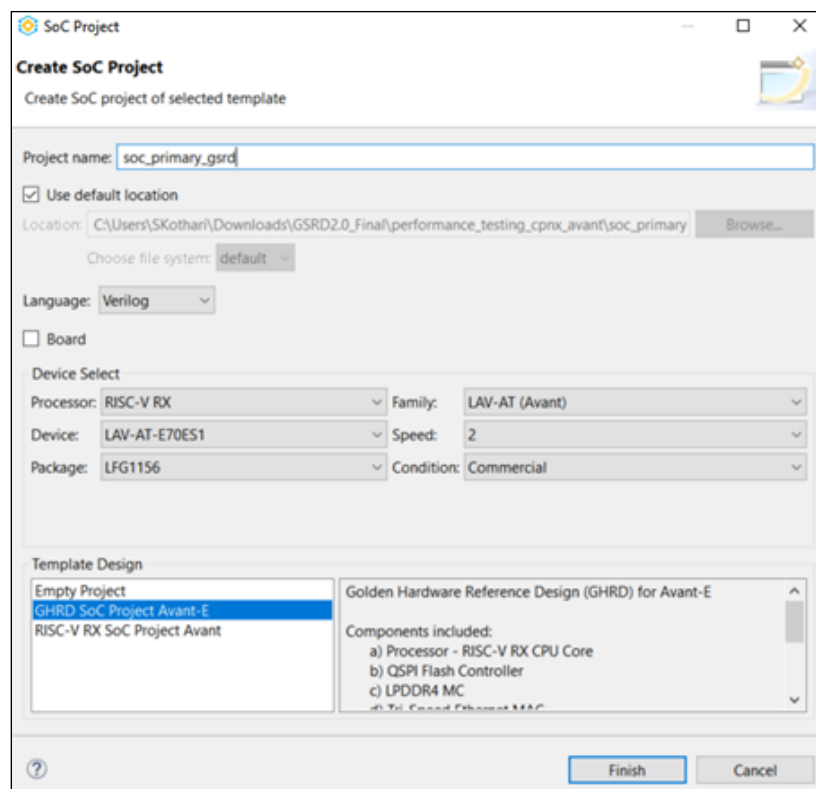 SoC Project
Create SoC Project
Create SoC project of selected template
Project name: soc_primary_gsrd
Use default location
Location: C:\Users\SKothari\Downloads\GSRD2.0_Final\performance_testing_cpnx_avant\soc_primary Browse...
Choose file system: default
Language: Verilog
Board
Device Select
Processor: RISC-V RX Family: LAV-AT (Avant)
Device: LAV-AT-E70ES1 Speed: 2
Package: LFG1156 Condition: Commercial
Template Design
Empty Project
GHRD SoC Project Avant-E
RISC-V RX SoC Project Avant
Golden Hardware Reference Design (GHRD) for Avant-E
Components included:
a) Processor - RISC-V RX CPU Core
b) QSPI Flash Controller
c) LPDDR4 MC
d) Tri-Speed Ethernet MAC
? Finish Cancel